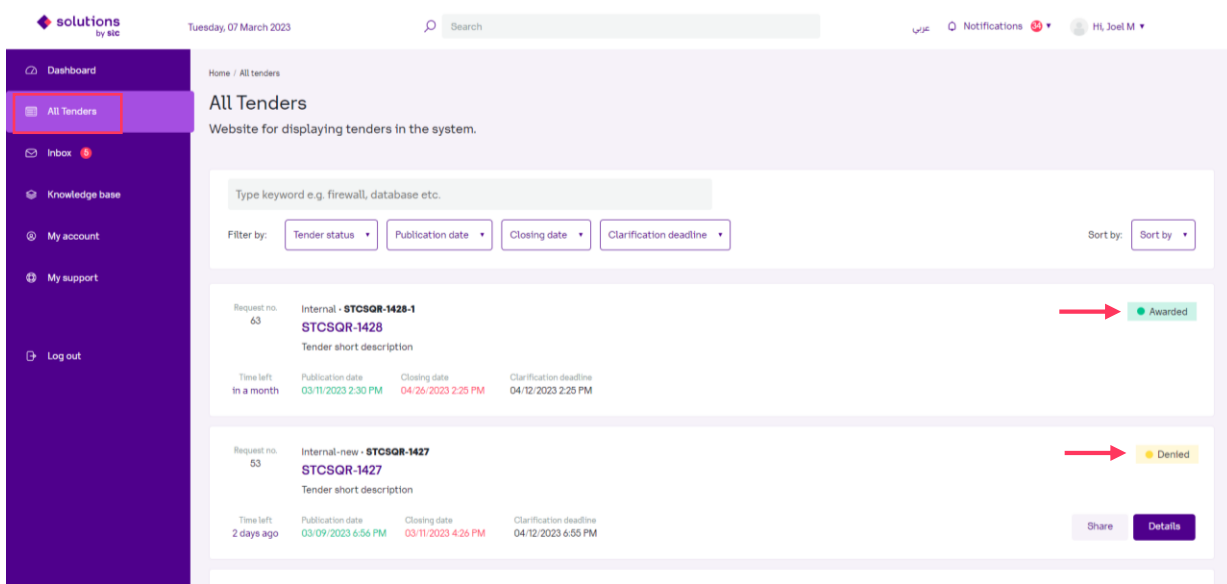 solutions
by stc
Tuesday, 07 March 2023
Search
عربي
Notifications 34
Hi, Joel M
Dashboard
All Tenders
Inbox 5
Knowledge base
My account
My support
Log out
Home / All tenders
All Tenders
Website for displaying tenders in the system.
Type keyword e.g. firewall, database etc.
Filter by: Tender status Publication date Closing date Clarification deadline Sort by: Sort by
Request no. 63
Internal - STCSQR-1428-1
STCSQR-1428
Tender short description
Awarded
Time left Publication date Closing date Clarification deadline
in a month 03/11/2023 2:30 PM 04/26/2023 2:25 PM 04/12/2023 2:25 PM
Request no. 53
Internal-new - STCSQR-1427
STCSQR-1427
Tender short description
Denied
Time left Publication date Closing date Clarification deadline
2 days ago 03/09/2023 6:56 PM 03/11/2023 4:26 PM 04/12/2023 6:55 PM
Share Details